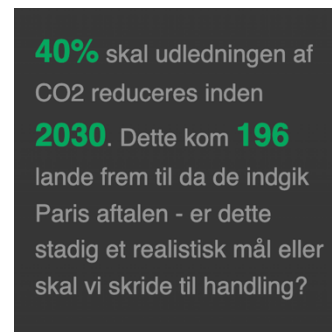 40% skal udledningen af
CO2 reduceres inden
2030. Dette kom 196
lande frem til da de indgik
Paris aftalen - er dette
stadig et realistisk mål eller
skal vi skride til handling?